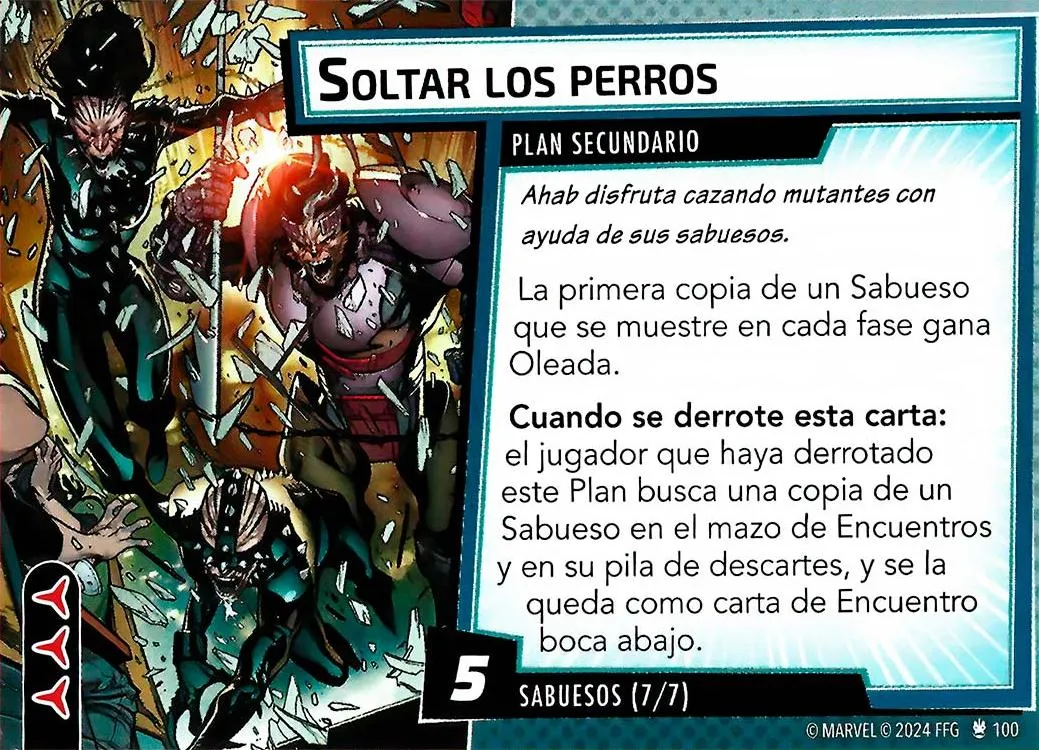 SOLTAR LOS PERROS
PLAN SECUNDARIO
Ahab disfruta cazando mutantes con
ayuda de sus sabuesos.
La primera copia de un Sabueso
que se muestre en cada fase gana
Oleada.
Cuando se derrote esta carta:
el jugador que haya derrotado
este Plan busca una copia de un
Sabueso en el mazo de Encuentros
y en su pila de descartes, y se la
queda como carta de Encuentro
boca abajo.
5
SABUESOS (7/7)
© MARVEL © 2024 FFG 100